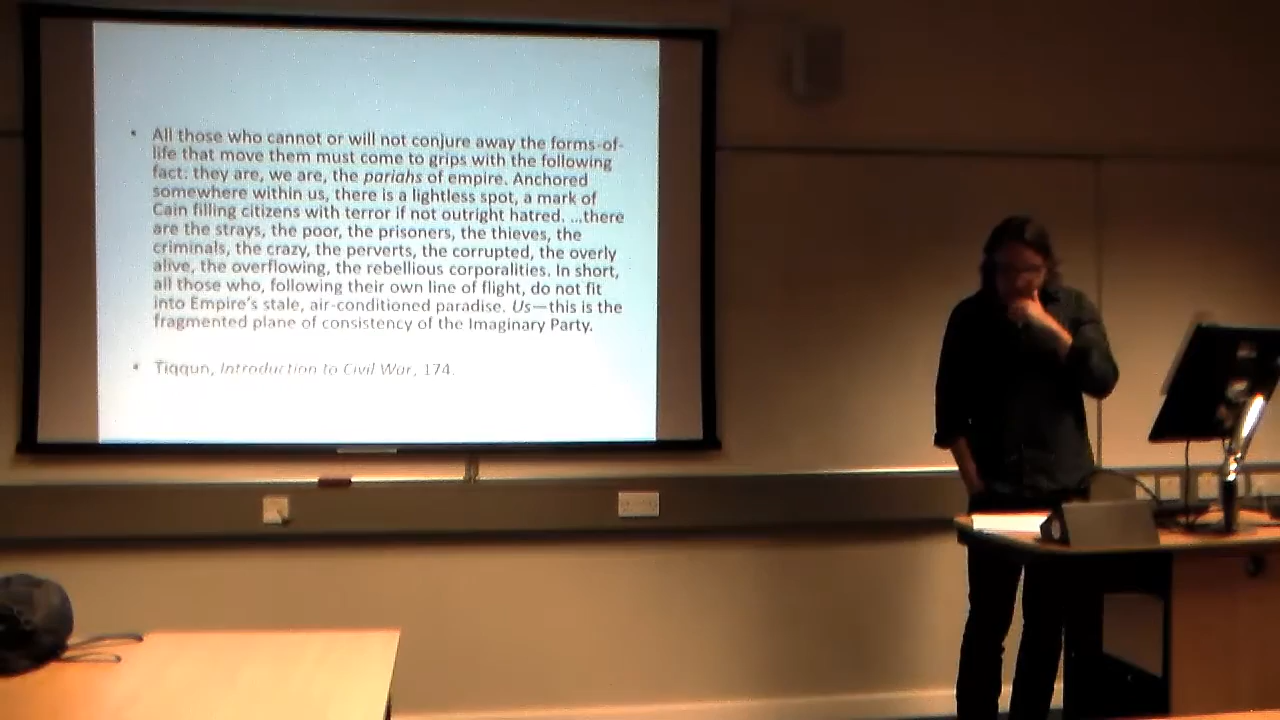 • All those who cannot or will not conjure away the forms-of-
life that move them must come to grips with the following
fact: they are, we are, the pariahs of empire. Anchored
somewhere within us, there is a lightless spot, a mark of
Cain filling citizens with terror if not outright hatred. ...there
are the strays, the poor, the prisoners, the thieves, the
criminals, the crazy, the perverts, the corrupted, the overly
alive, the overflowing, the rebellious corporalities. In short,
all those who, following their own line of flight, do not fit
into Empire's stale, air-conditioned paradise. Us—this is the
fragmented plane of consistency of the Imaginary Party.
• Tiqqun, Introduction to Civil War, 174.